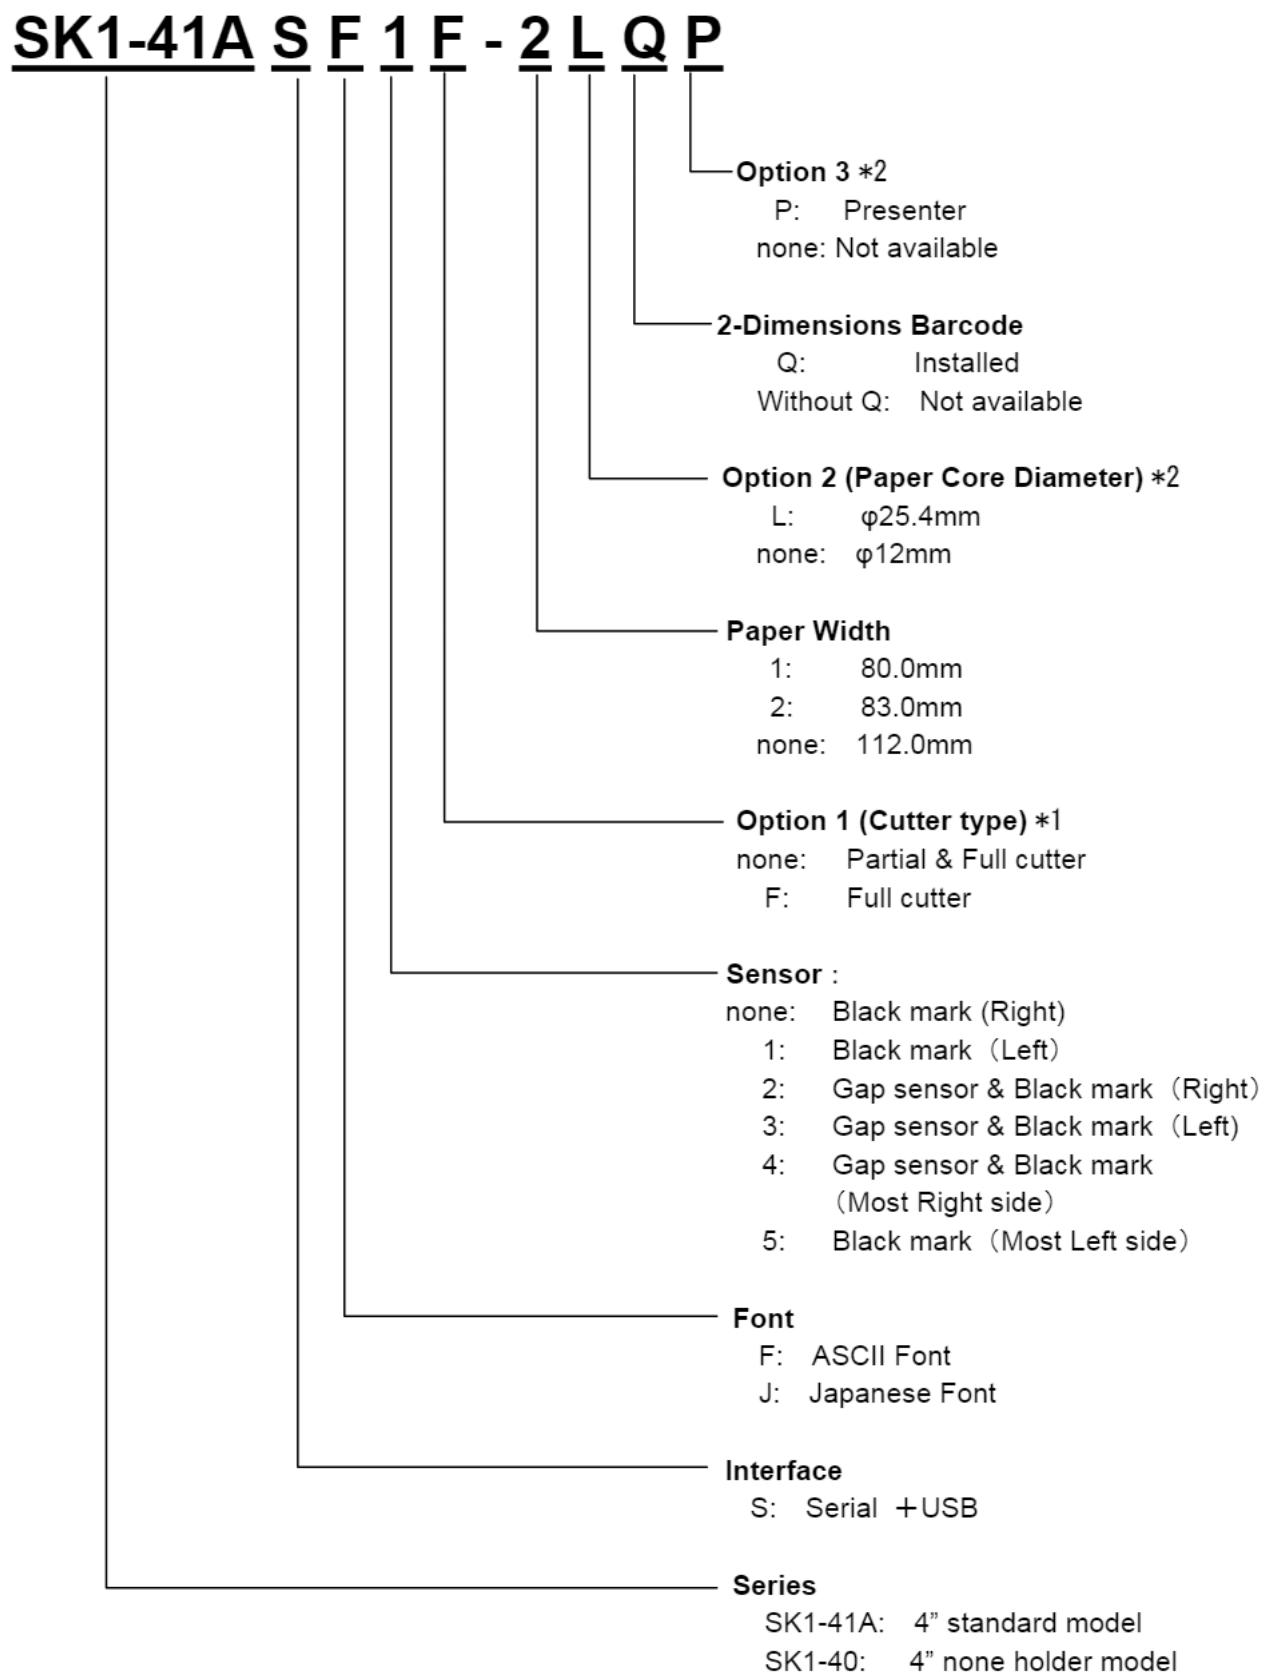 SK1-41A S F 1 F - 2 L Q P
Option 3 *2
P: Presenter
none: Not available
2-Dimensions Barcode
Q: Installed
Without Q: Not available
Option 2 (Paper Core Diameter) *2
L: φ25.4mm
none: φ12mm
Paper Width
1: 80.0mm
2: 83.0mm
none: 112.0mm
Option 1 (Cutter type) *1
none: Partial & Full cutter
F: Full cutter
Sensor :
none: Black mark (Right)
1: Black mark（Left）
2: Gap sensor & Black mark（Right）
3: Gap sensor & Black mark（Left)
4: Gap sensor & Black mark
（Most Right side）
5: Black mark（Most Left side）
Font
F: ASCII Font
J: Japanese Font
Interface
S: Serial ＋USB
Series
SK1-41A: 4” standard model
SK1-40: 4” none holder model